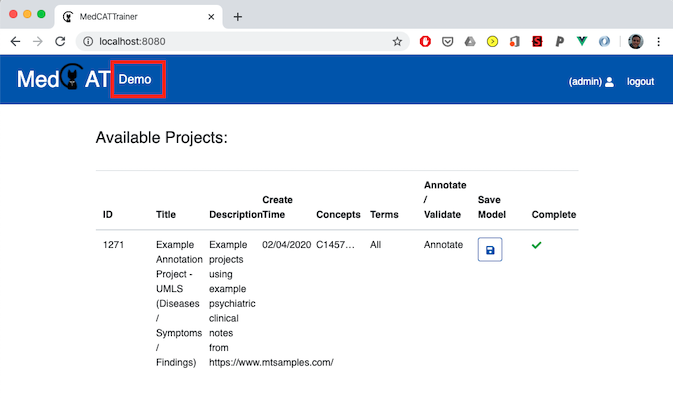 MedCATTrainer
localhost:8080
Med AT Demo
(admin) logout
Available Projects:
ID Title Description Create Time Concepts Terms Annotate / Validate Save Model Complete
1271 Example Annotation Project - UMLS (Diseases / Symptoms / Findings) Example projects using example psychiatric clinical notes from https://www.mtsamples.com/ 02/04/2020 C1457... All Annotate